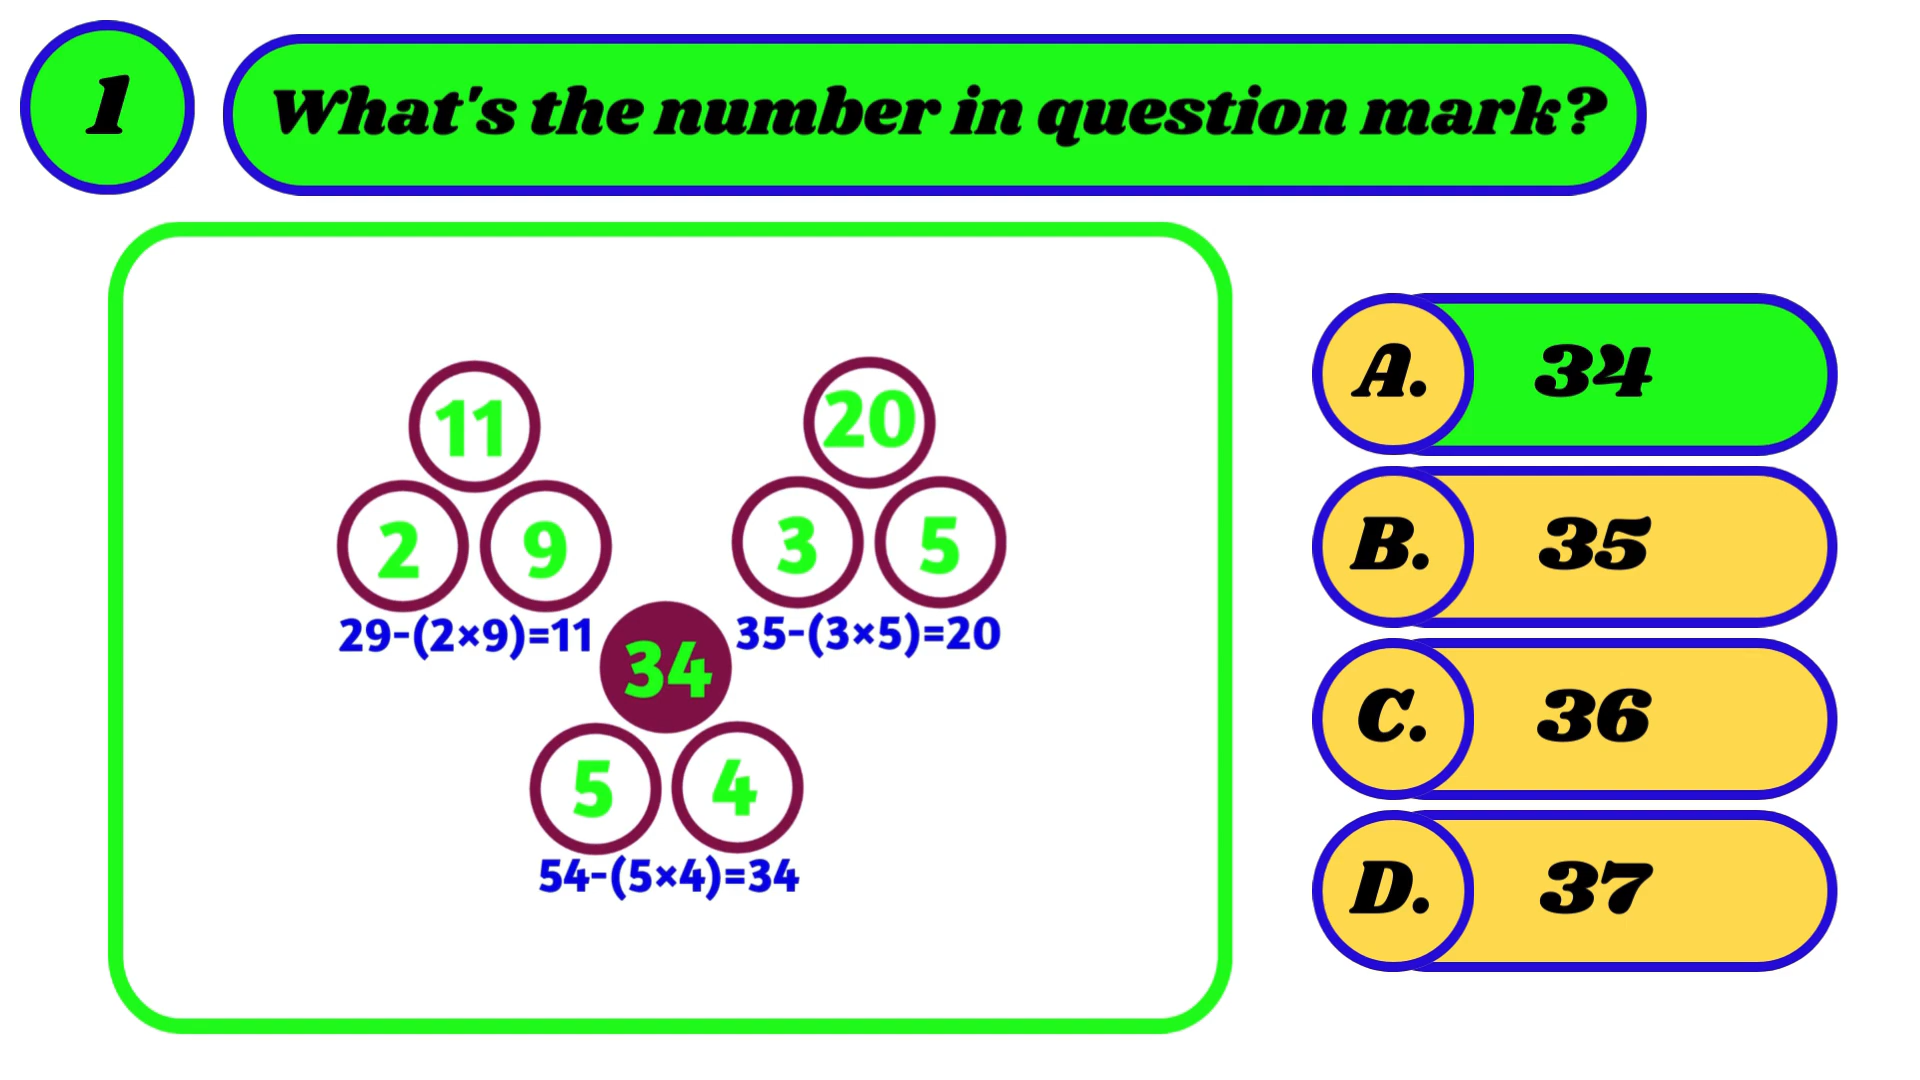 1
What's the number in question mark?
11
2 9
29-(2×9)=11
20
3 5
35-(3×5)=20
34
5 4
54-(5×4)=34
A. 34
B. 35
C. 36
D. 37